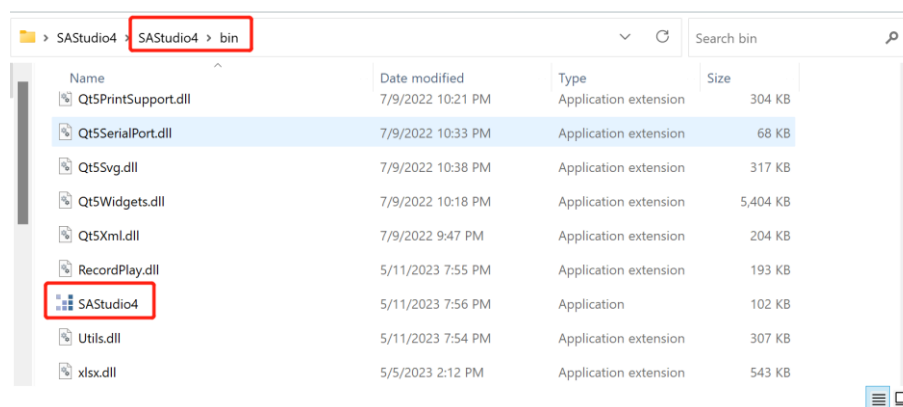 SAStudio4 > SAStudio4 > bin
Search bin
Name Date modified Type Size
Qt5PrintSupport.dll 7/9/2022 10:21 PM Application extension 304 KB
Qt5SerialPort.dll 7/9/2022 10:33 PM Application extension 68 KB
Qt5Svg.dll 7/9/2022 10:38 PM Application extension 317 KB
Qt5Widgets.dll 7/9/2022 10:18 PM Application extension 5,404 KB
Qt5Xml.dll 7/9/2022 9:47 PM Application extension 204 KB
RecordPlay.dll 5/11/2023 7:55 PM Application extension 193 KB
SAStudio4 5/11/2023 7:56 PM Application 102 KB
Utils.dll 5/11/2023 7:54 PM Application extension 307 KB
xlsx.dll 5/5/2023 2:12 PM Application extension 543 KB